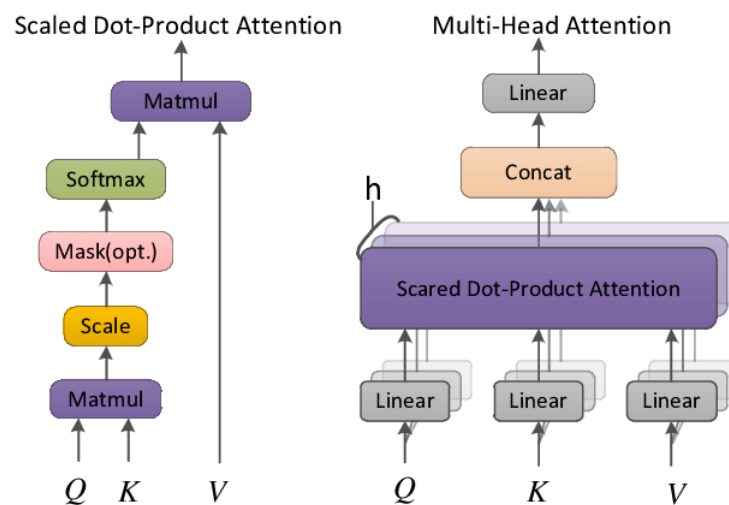 Scaled Dot-Product Attention
Matmul
Softmax
Mask(opt.)
Scale
Matmul
Q K V
Multi-Head Attention
Linear
Concat
h
Scared Dot-Product Attention
Linear Linear Linear
Q K V